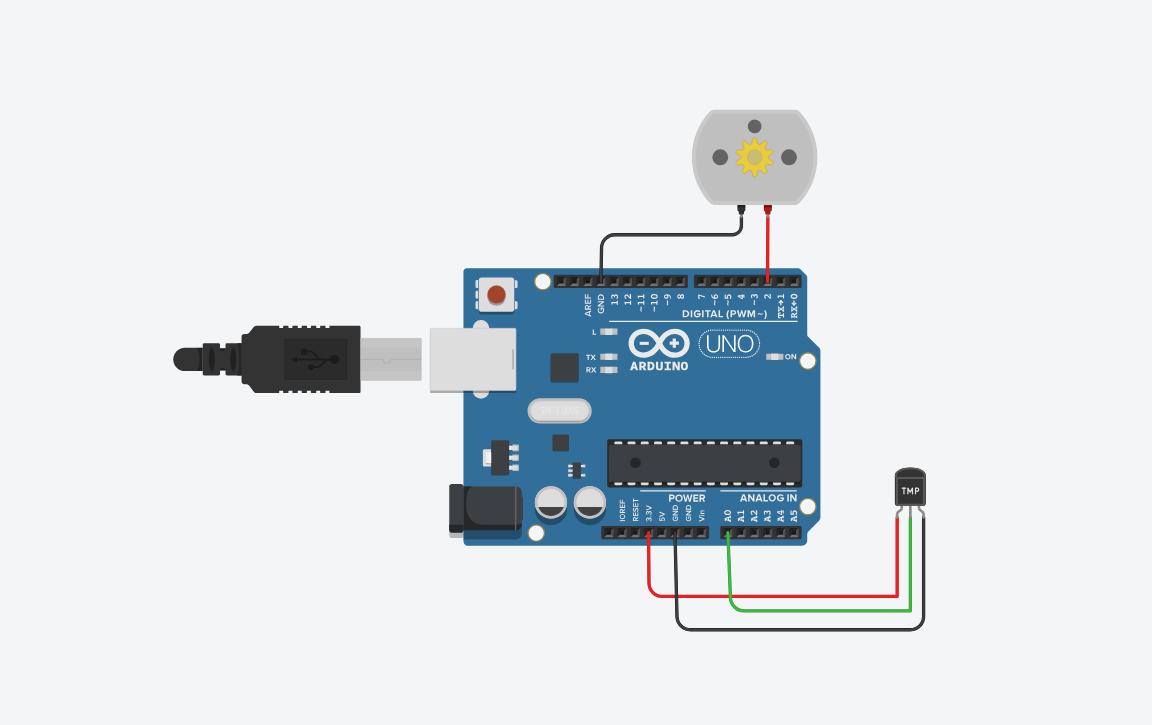 AREF
GND
13
12
~11
~10
~9
8
7
~6
~5
4
~3
2
TX→1
RX←0
DIGITAL (PWM~)
L
TX
RX
UNO
ON
ARDUINO
TMP
POWER
ANALOG IN
IOREF
RESET
3.3V
5V
GND
GND
Vin
A0
A1
A2
A3
A4
A5